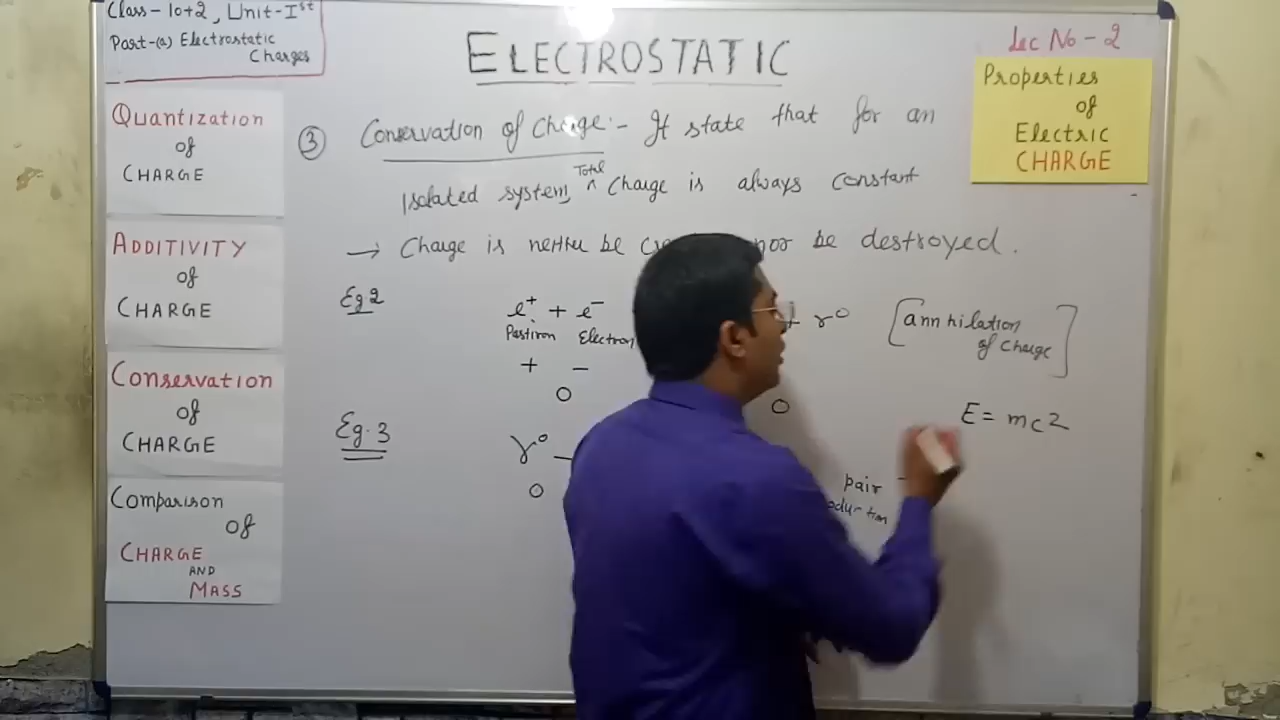 Class - 10+2, Unit - Ist
Part-(a) Electrostatic
Charges
ELECTROSTATIC
Lec No - 2
Properties
of
Electric
CHARGE
Quantization
of
CHARGE
ADDITIVITY
of
CHARGE
Conservation
of
CHARGE
Comparison
of
CHARGE
AND
MASS
③ Conservation of Charge :- It state that for an
Isolated system, Total ^ Charge is always constant
→ Charge is neither be nor be destroyed.
Eg 2
e⁺ + e⁻ + γ⁰ [annhilation
of charge]
Pastiron Electron
+ −
0 0
E = mc²
Eg. 3
γ⁰ −
0
pair